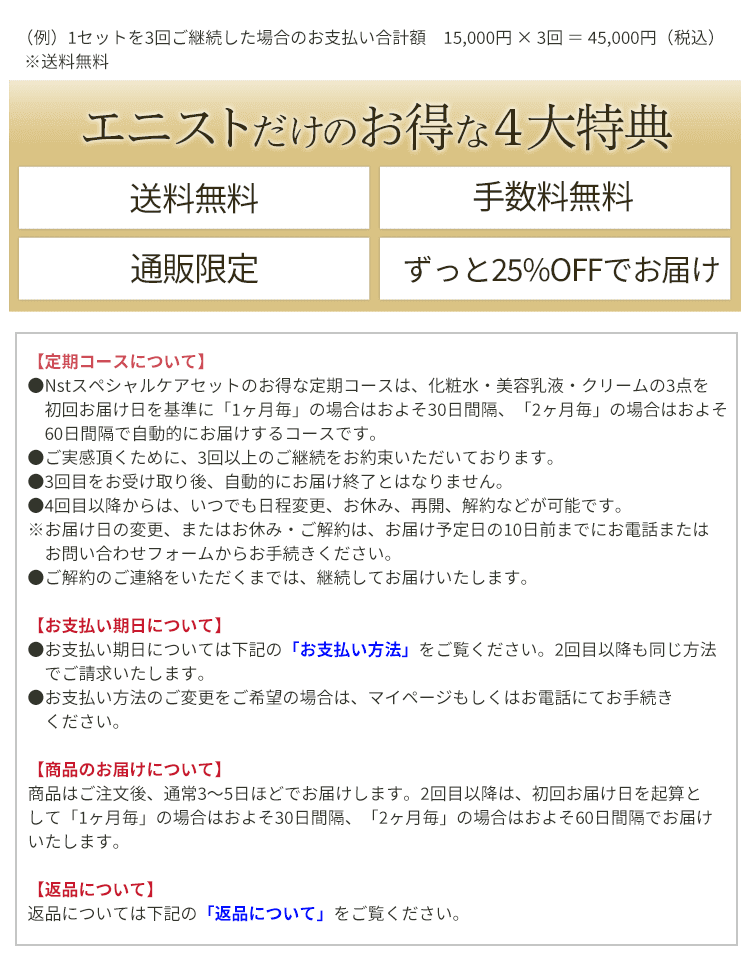 （例）1セットを3回ご継続した場合のお支払い合計額　15,000円 × 3回 ＝ 45,000円（税込）
※送料無料
エニストだけのお得な４大特典
送料無料
手数料無料
通販限定
ずっと25%OFFでお届け
【定期コースについて】
●Nstスペシャルケアセットのお得な定期コースは、化粧水・美容乳液・クリームの3点を
初回お届け日を基準に「1ヶ月毎」の場合はおよそ30日間隔、「2ヶ月毎」の場合はおよそ
60日間隔で自動的にお届けするコースです。
●ご実感頂くために、3回以上のご継続をお約束いただいております。
●3回目をお受け取り後、自動的にお届け終了とはなりません。
●4回目以降からは、いつでも日程変更、お休み、再開、解約などが可能です。
※お届け日の変更、またはお休み・ご解約は、お届け予定日の10日前までにお電話または
お問い合わせフォームからお手続きください。
●ご解約のご連絡をいただくまでは、継続してお届けいたします。
【お支払い期日について】
●お支払い期日については下記の「お支払い方法」をご覧ください。2回目以降も同じ方法
でご請求いたします。
●お支払い方法のご変更をご希望の場合は、マイページもしくはお電話にてお手続き
ください。
【商品のお届けについて】
商品はご注文後、通常3〜5日ほどでお届けします。2回目以降は、初回お届け日を起算と
して「1ヶ月毎」の場合はおよそ30日間隔、「2ヶ月毎」の場合はおよそ60日間隔でお届け
いたします。
【返品について】
返品については下記の「返品について」をご覧ください。